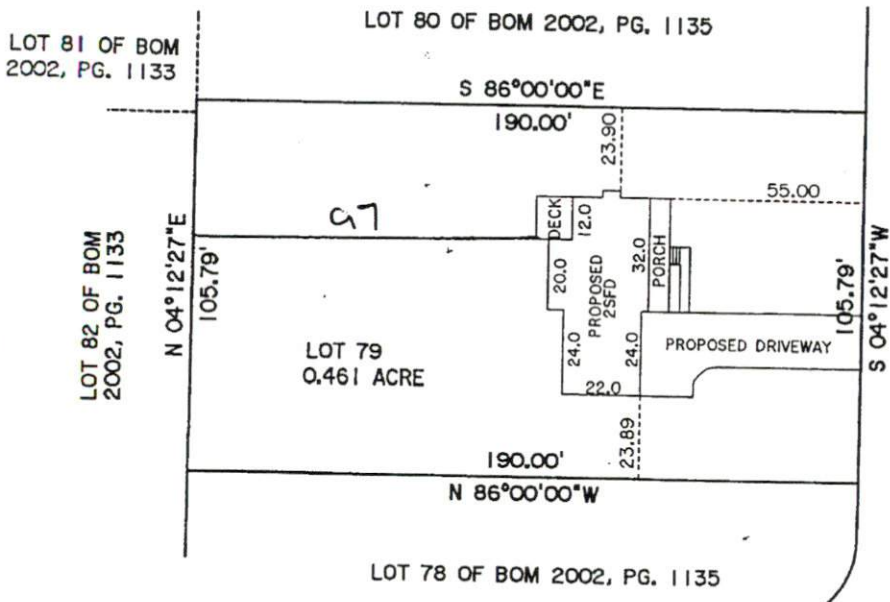 LOT 80 OF BOM 2002, PG. 1135
LOT 81 OF BOM
2002, PG. 1133
S 86°00'00"E
190.00'
23.90
55.00
97
DECK
12.0
N 04°12'27"E
105.79'
LOT 82 OF BOM
2002, PG. 1133
20.0
PROPOSED
2SFD
32.0
PORCH
105.79'
S 04°12'27"W
24.0
24.0
PROPOSED DRIVEWAY
LOT 79
0.461 ACRE
22.0
23.89
190.00'
N 86°00'00"W
LOT 78 OF BOM 2002, PG. 1135